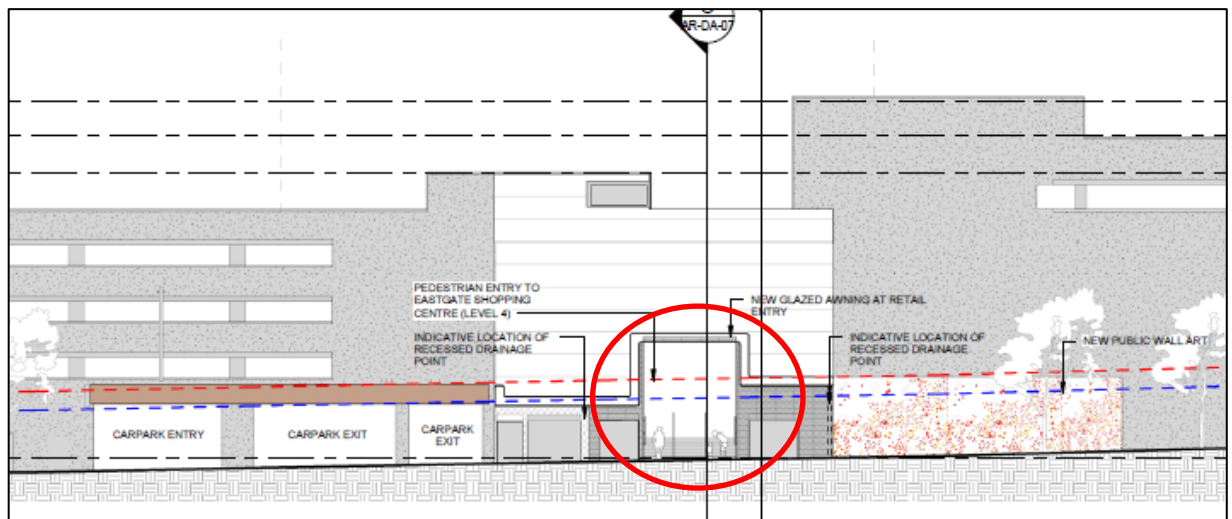 AR-DA-07
PEDESTRIAN ENTRY TO
EASTGATE SHOPPING
CENTRE (LEVEL 4)
NEW GLAZED AWNING AT RETAIL
ENTRY
INDICATIVE LOCATION OF
RECESSED DRAINAGE
POINT
INDICATIVE LOCATION OF
RECESSED DRAINAGE
POINT
NEW PUBLIC WALL ART
CARPARK ENTRY
CARPARK EXIT
CARPARK
EXIT